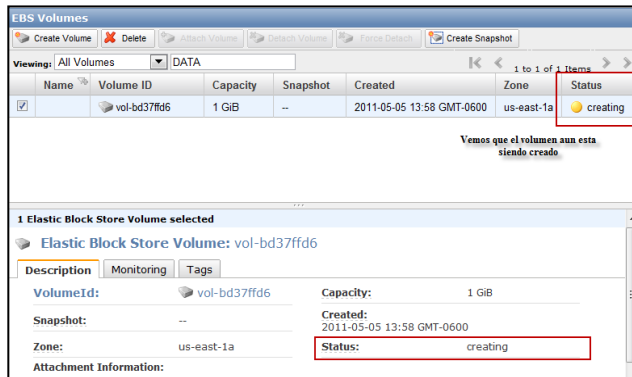 EBS Volumes
Create Volume Delete Attach Volume Detach Volume Force Detach Create Snapshot
Viewing: All Volumes DATA 1 to 1 of 1 Items
Name Volume ID Capacity Snapshot Created Zone Status
vol-bd37ffd6 1 GiB -- 2011-05-05 13:58 GMT-0600 us-east-1a creating
Vemos que el volumen aun esta
siendo creado
1 Elastic Block Store Volume selected
Elastic Block Store Volume: vol-bd37ffd6
Description Monitoring Tags
VolumeId: vol-bd37ffd6 Capacity: 1 GiB
Snapshot: -- Created:
2011-05-05 13:58 GMT-0600
Zone: us-east-1a Status: creating
Attachment Information: